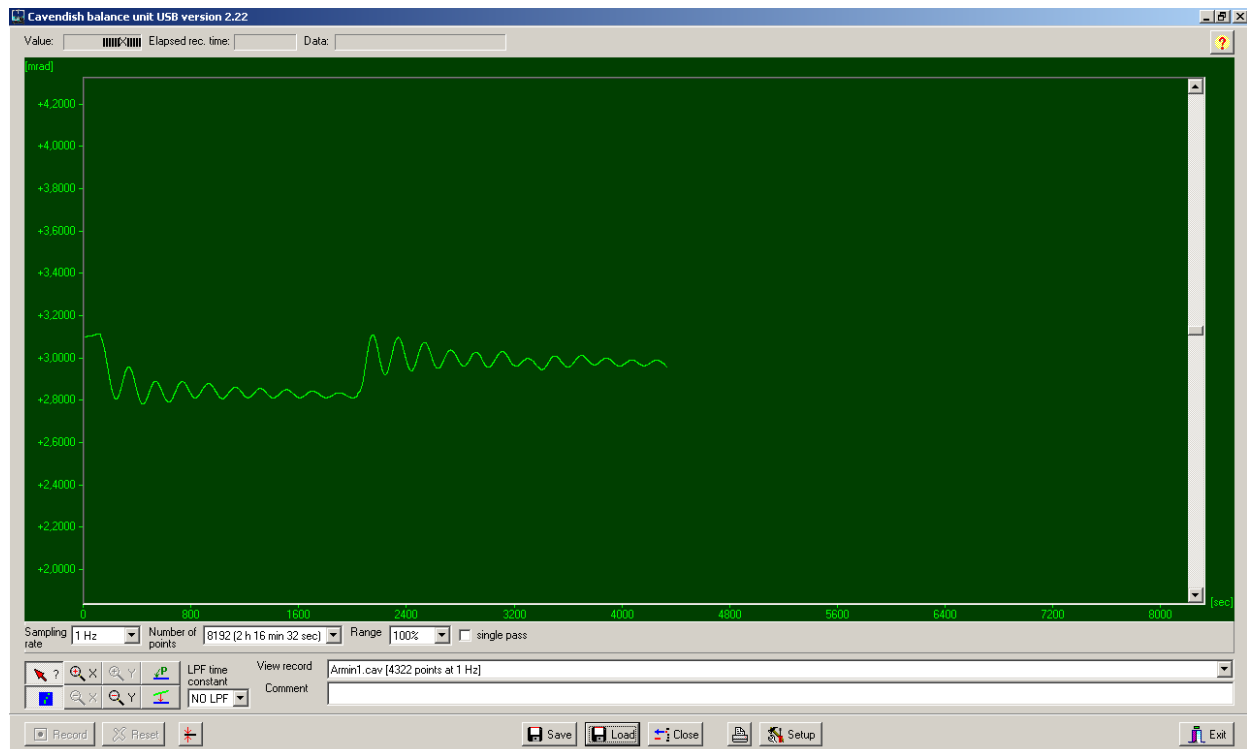 Cavendish balance unit USB version 2.22
Value: Elapsed rec. time: Data: ?
[mrad]
+4,2000
+4,0000
+3,8000
+3,6000
+3,4000
+3,2000
+3,0000
+2,8000
+2,6000
+2,4000
+2,2000
+2,0000
0 800 1600 2400 3200 4000 4800 5600 6400 7200 8000 [sec]
Sampling rate 1 Hz Number of points 8192 (2 h 16 min 32 sec) Range 100% single pass
? X Y P LPF time constant View record Armin1.cav [4322 points at 1 Hz]
X Y NO LPF Comment
Record Reset Save Load Close Setup Exit